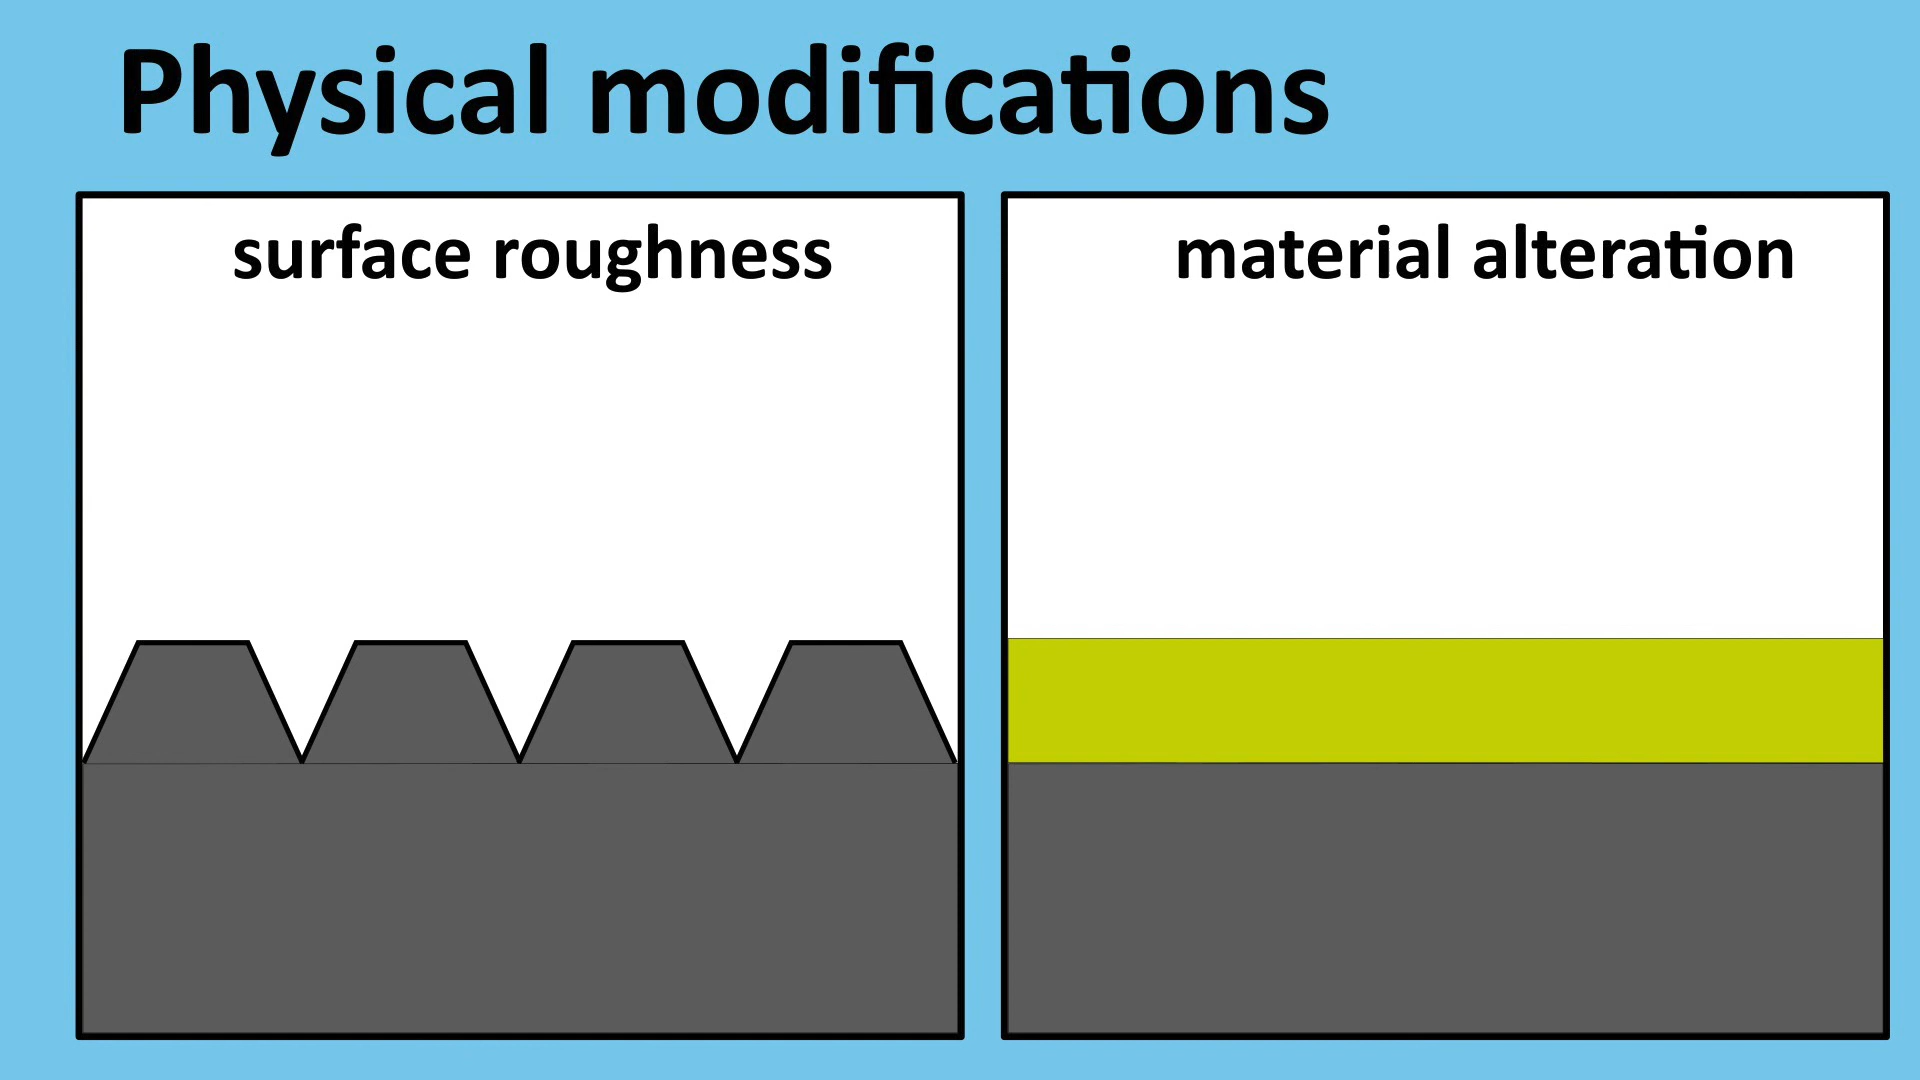 Physical modifications
surface roughness
material alteration